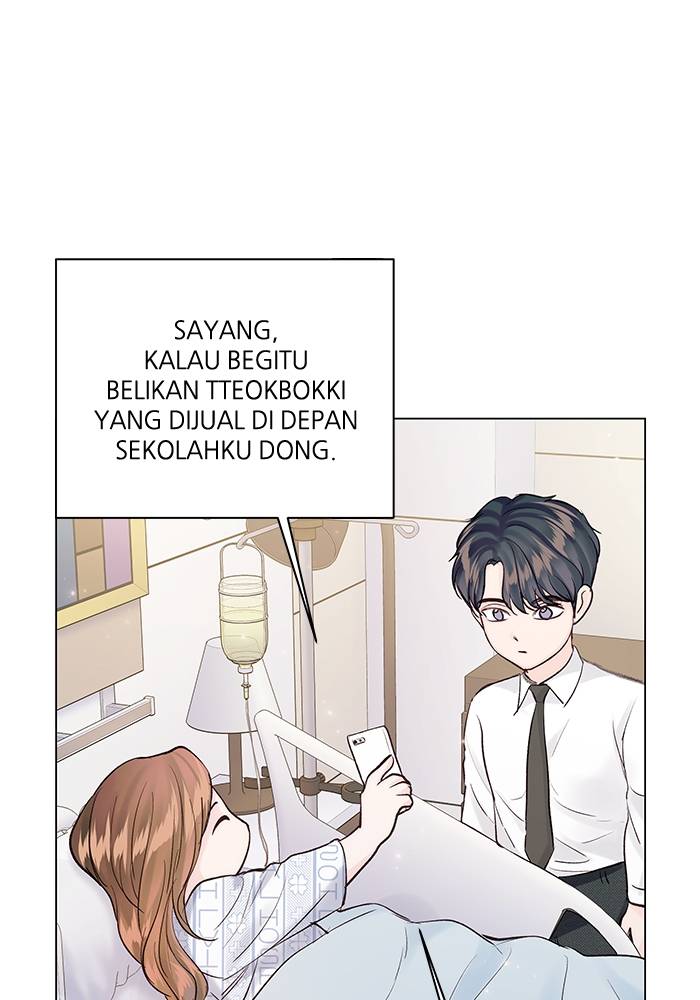 SAYANG,
KALAU BEGITU
BELIKAN TTEOKBOKKI
YANG DIJUAL DI DEPAN
SEKOLAHKU DONG.